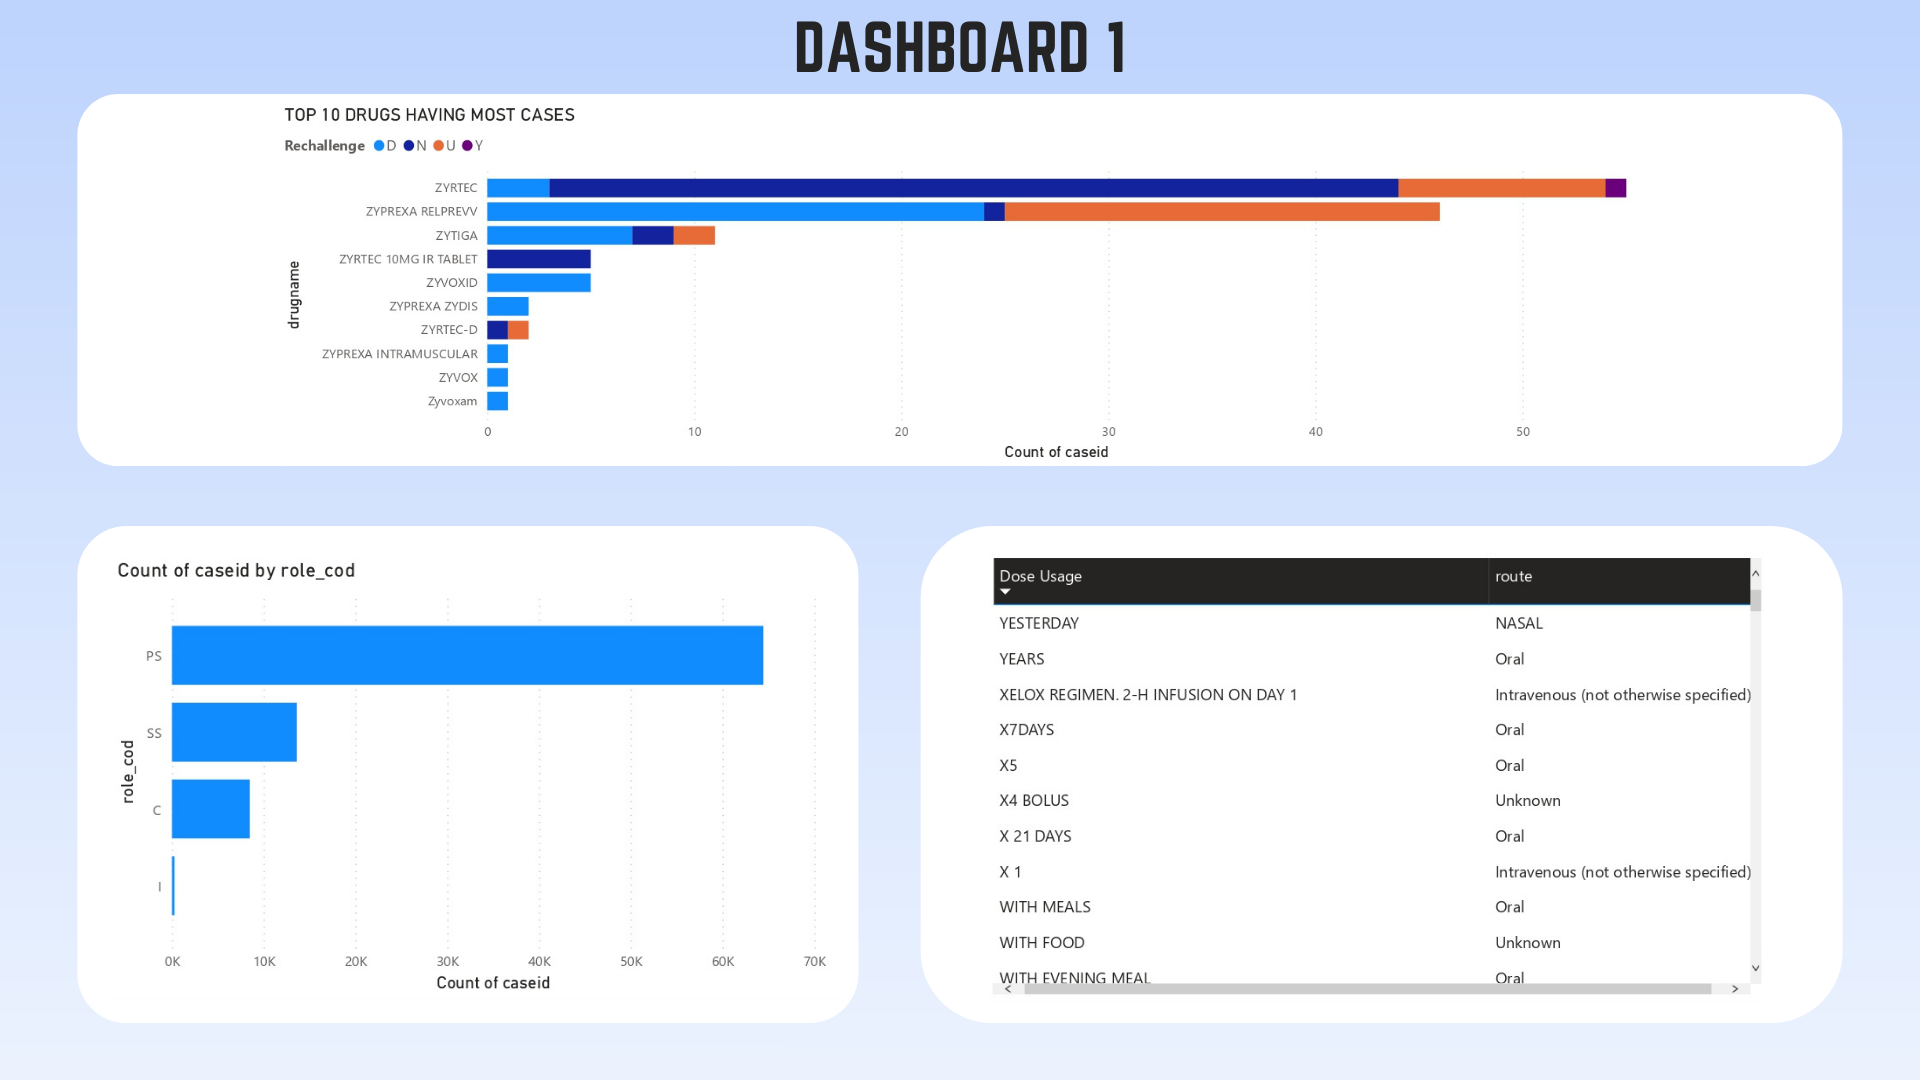 DASHBOARD 1
TOP 10 DRUGS HAVING MOST CASES
Rechallenge D N U Y
drugname
ZYRTEC
ZYPREXA RELPREVV
ZYTIGA
ZYRTEC 10MG IR TABLET
ZYVOXID
ZYPREXA ZYDIS
ZYRTEC-D
ZYPREXA INTRAMUSCULAR
ZYVOX
Zyvoxam
0 10 20 30 40 50
Count of caseid
Count of caseid by role_cod
role_cod
PS
SS
C
I
0K 10K 20K 30K 40K 50K 60K 70K
Count of caseid
Dose Usage route
YESTERDAY NASAL
YEARS Oral
XELOX REGIMEN. 2-H INFUSION ON DAY 1 Intravenous (not otherwise specified)
X7DAYS Oral
X5 Oral
X4 BOLUS Unknown
X 21 DAYS Oral
X 1 Intravenous (not otherwise specified)
WITH MEALS Oral
WITH FOOD Unknown
WITH EVENING MEAL Oral